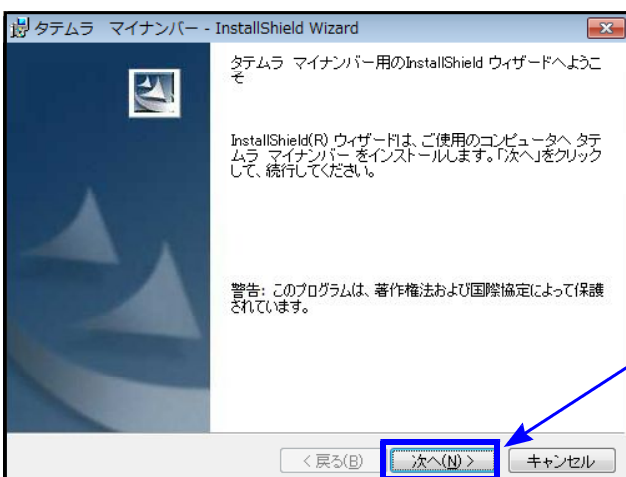 タテムラ　マイナンバー - InstallShield Wizard
タテムラ マイナンバー用のInstallShield ウィザードへようこ
そ
InstallShield(R) ウィザードは、ご使用のコンピュータへ タテ
ムラ マイナンバー をインストールします。「次へ」をクリック
して、続行してください。
警告: このプログラムは、著作権法および国際協定によって保護
されています。
< 戻る(B)
次へ(N) >
キャンセル